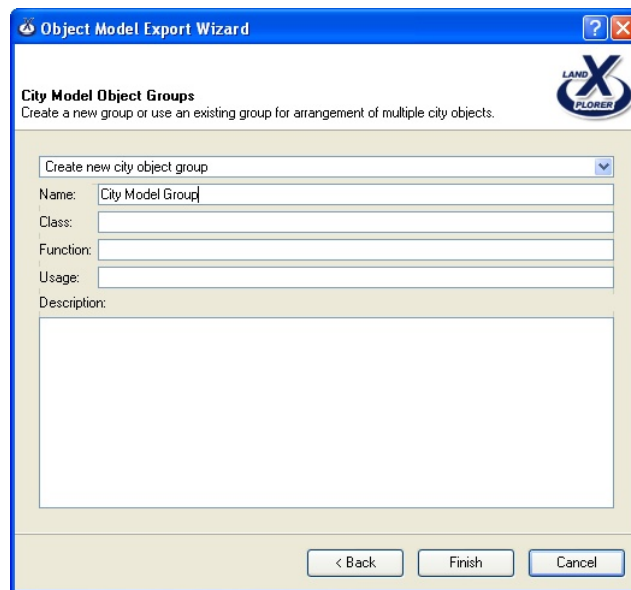 Object Model Export Wizard
City Model Object Groups
Create a new group or use an existing group for arrangement of multiple city objects.
LAND X PLORER
Create new city object group
Name: City Model Group
Class:
Function:
Usage:
Description:
< Back Finish Cancel